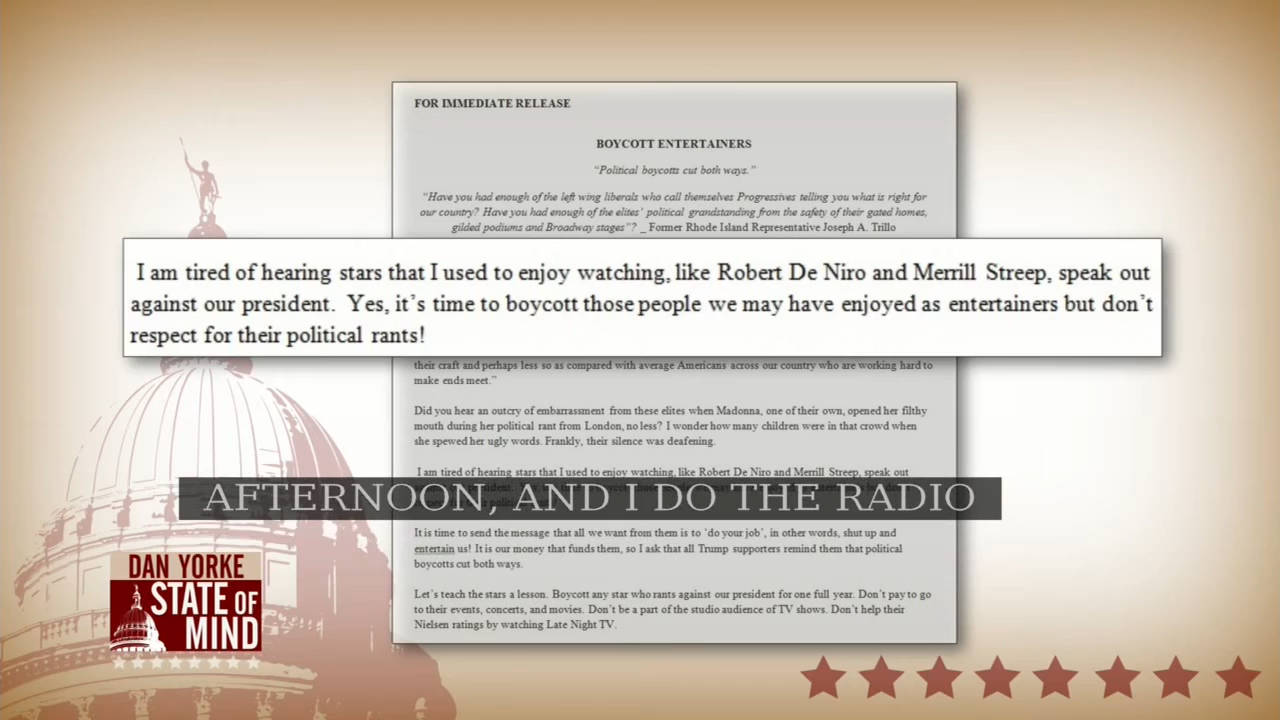 FOR IMMEDIATE RELEASE
BOYCOTT ENTERTAINERS
“Political boycotts cut both ways.”
“Have you had enough of the left wing liberals who call themselves Progressives telling you what is right for
our country? Have you had enough of the elites’ political grandstanding from the safety of their gated homes,
gilded podiums and Broadway stages”? _ Former Rhode Island Representative Joseph A. Trillo
I am tired of hearing stars that I used to enjoy watching, like Robert De Niro and Merrill Streep, speak out
against our president. Yes, it’s time to boycott those people we may have enjoyed as entertainers but don’t
respect for their political rants!
their craft and perhaps less so as compared with average Americans across our country who are working hard to
make ends meet.”
Did you hear an outcry of embarrassment from these elites when Madonna, one of their own, opened her filthy
mouth during her political rant from London, no less? I wonder how many children were in that crowd when
she spewed her ugly words. Frankly, their silence was deafening.
I am tired of hearing stars that I used to enjoy watching, like Robert De Niro and Merrill Streep, speak out
AFTERNOON, AND I DO THE RADIO
It is time to send the message that all we want from them is to ‘do your job’, in other words, shut up and
entertain us! It is our money that funds them, so I ask that all Trump supporters remind them that political
boycotts cut both ways.
Let’s teach the stars a lesson. Boycott any star who rants against our president for one full year. Don’t pay to go
to their events, concerts, and movies. Don’t be a part of the studio audience of TV shows. Don’t help their
Nielsen ratings by watching Late Night TV.
DAN YORKE
STATE OF
MIND